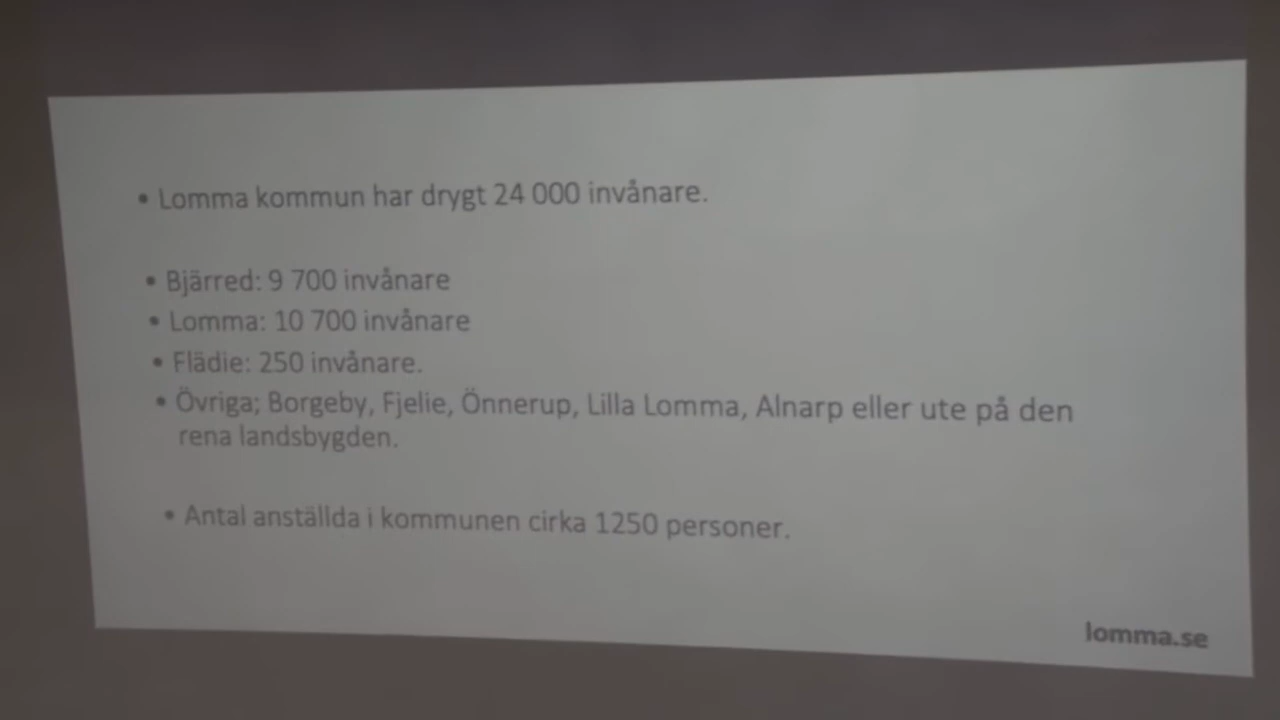 • Lomma kommun har drygt 24 000 invånare.
• Bjärred: 9 700 invånare
• Lomma: 10 700 invånare
• Flädie: 250 invånare.
• Övriga; Borgeby, Fjelie, Önnerup, Lilla Lomma, Alnarp eller ute på den
rena landsbygden.
• Antal anställda i kommunen cirka 1250 personer.
lomma.se